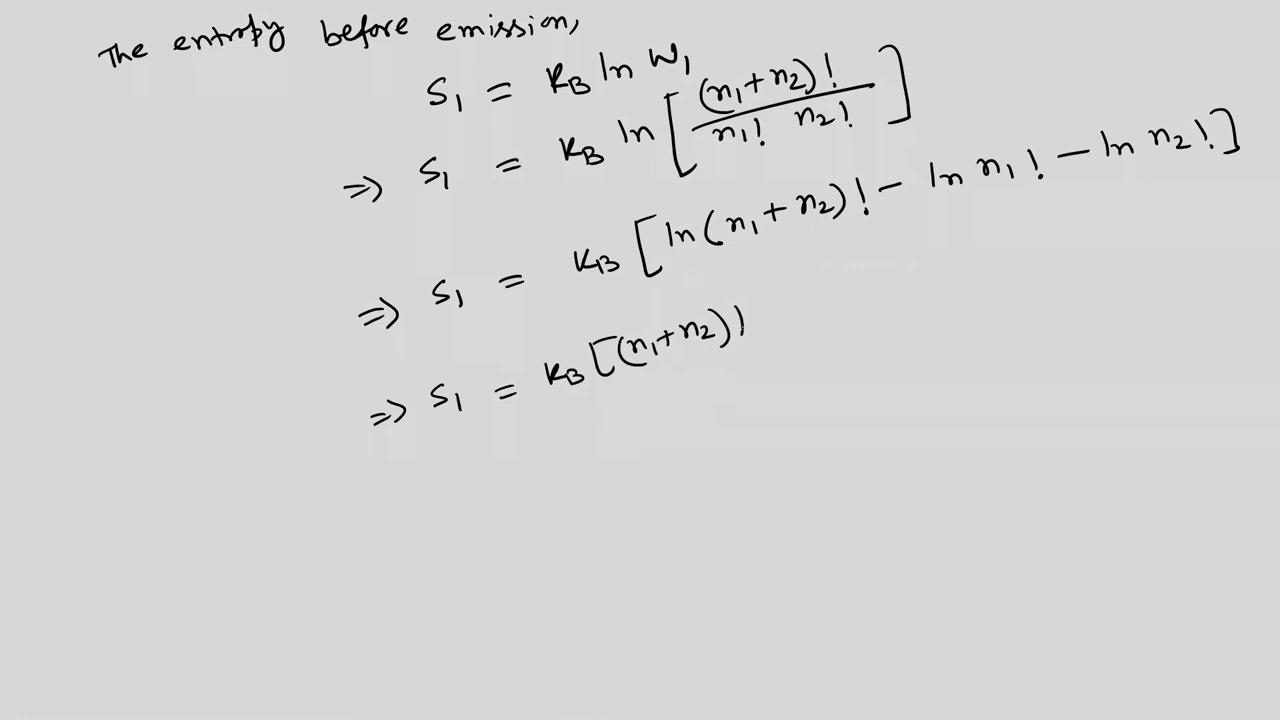 The entropy before emission,
S₁ = k_B ln W₁
⇒ S₁ = k_B ln [(n₁+n₂)! / n₁! n₂!]
⇒ S₁ = k_B [ln(n₁+n₂)! − ln n₁! − ln n₂!]
⇒ S₁ = k_B [(n₁+n₂)